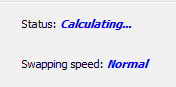 Status: Calculating...
Swapping speed: Normal